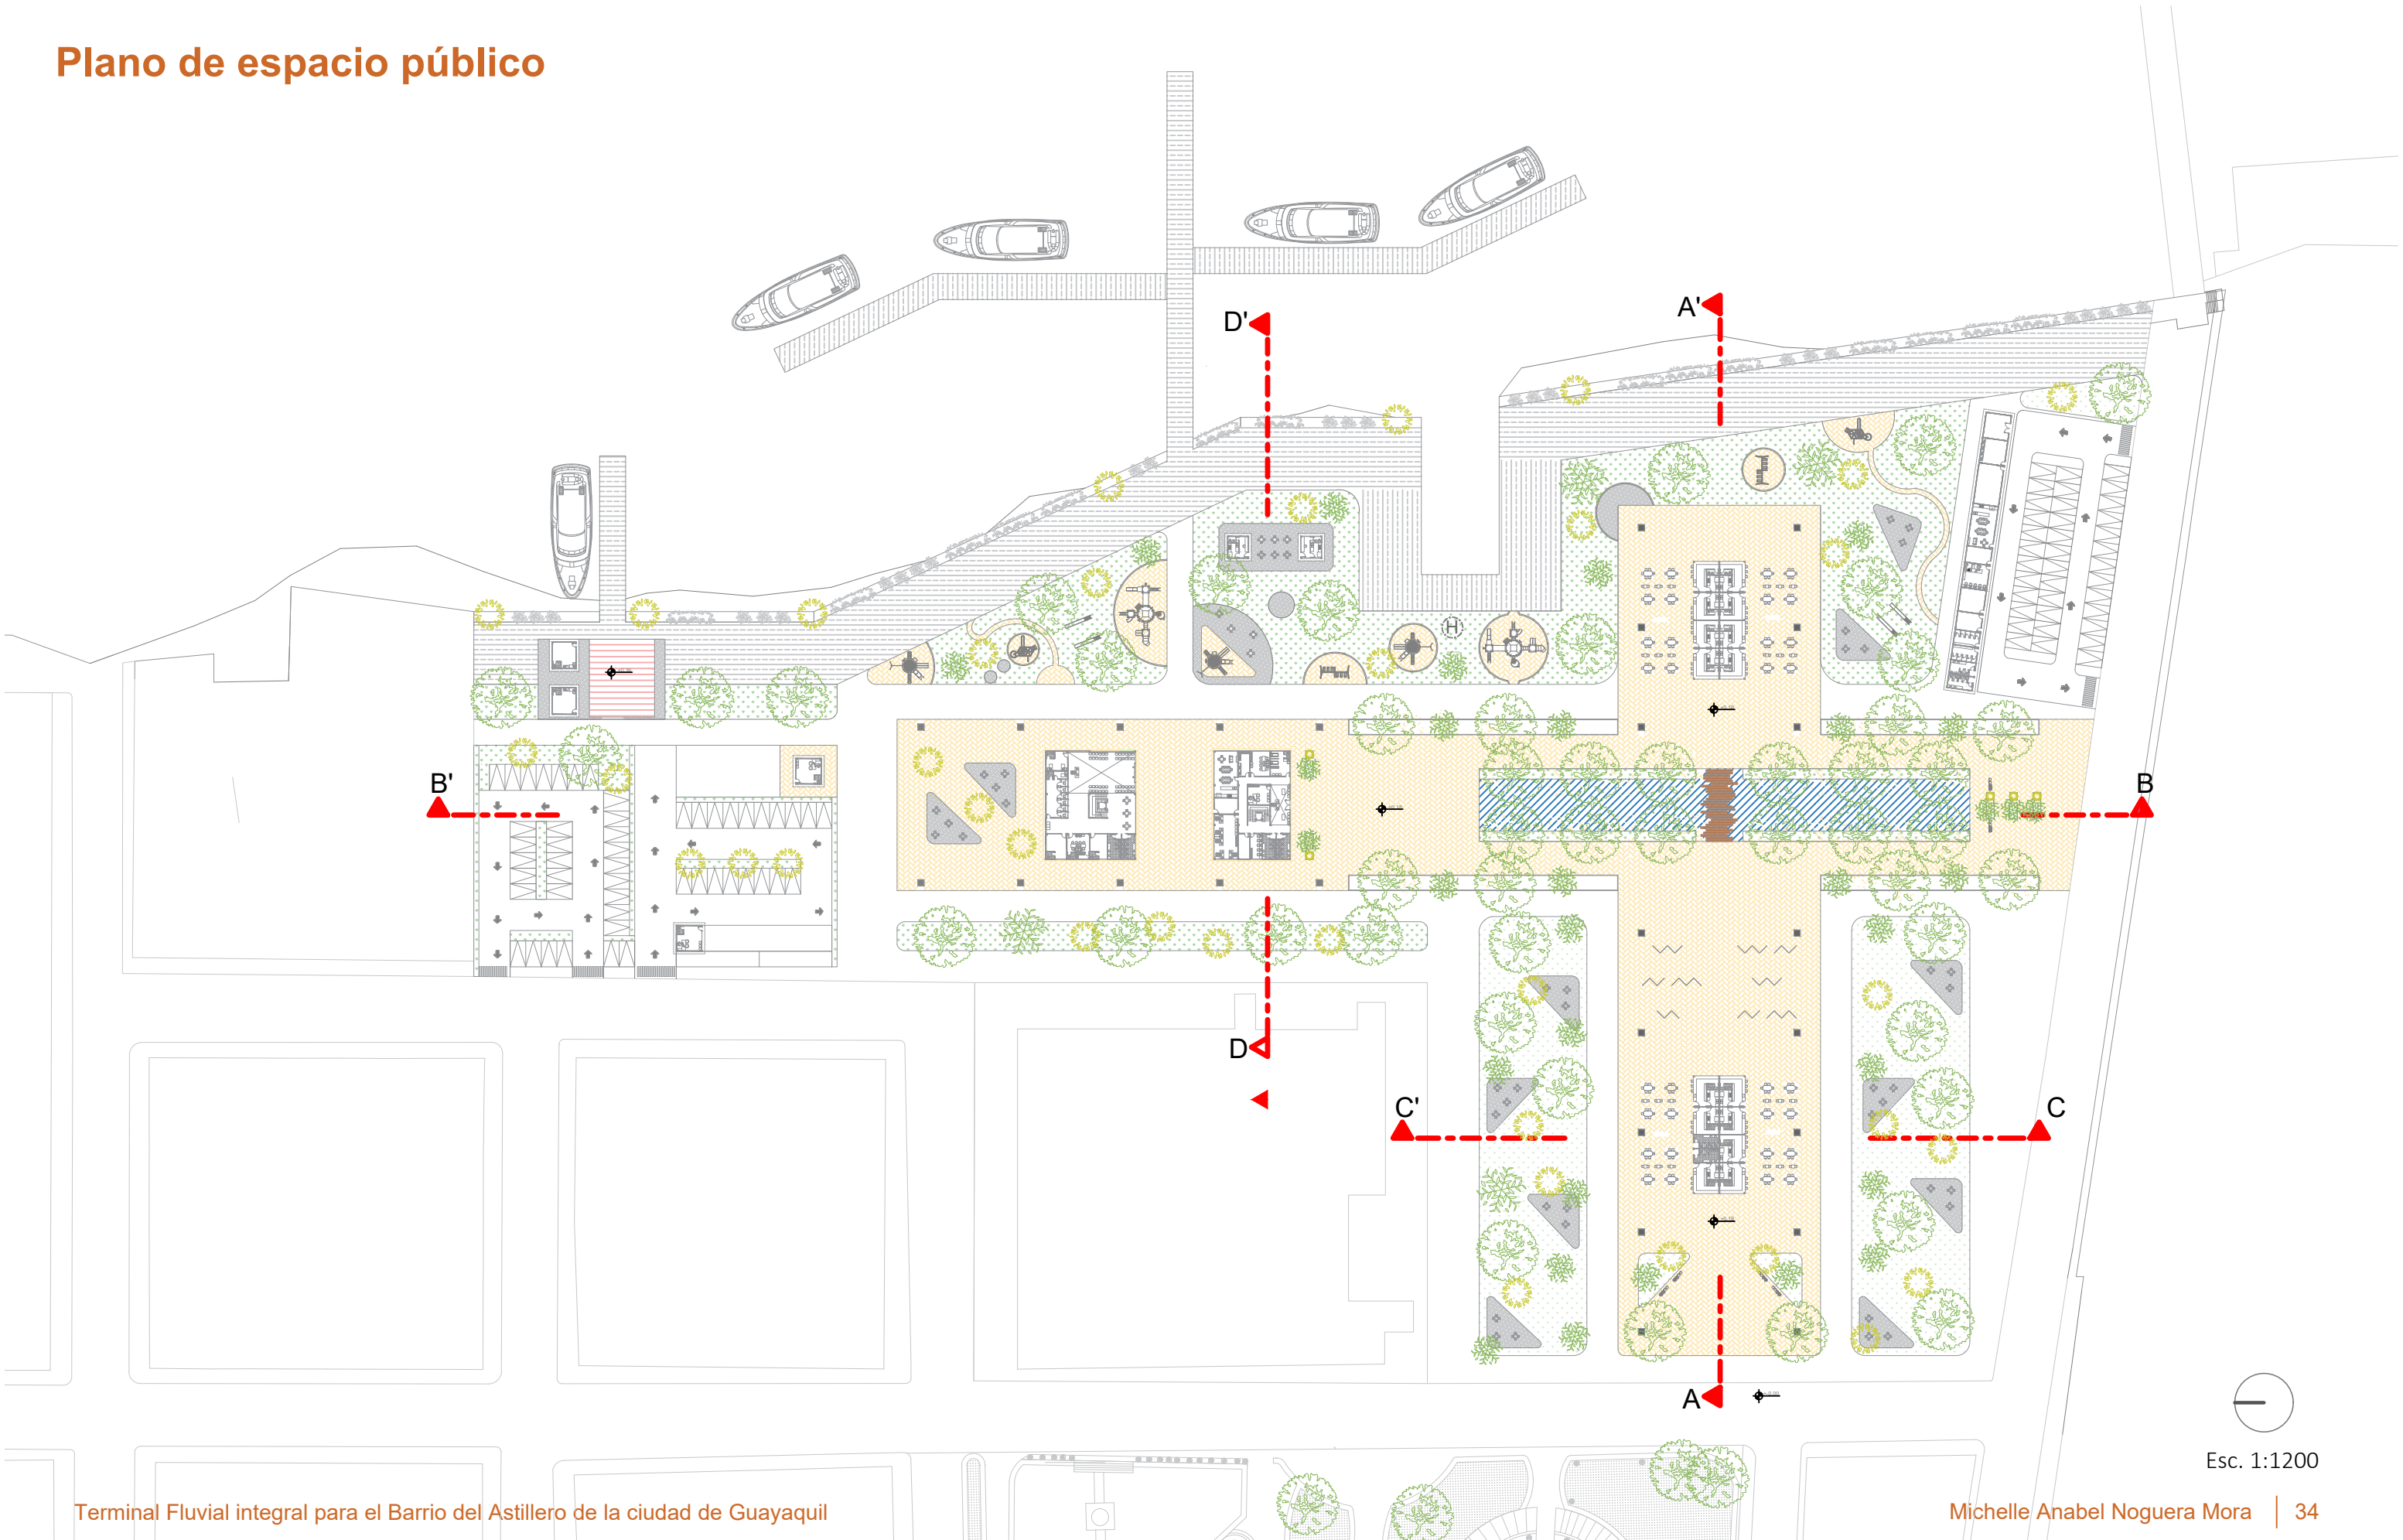 Plano de espacio público
D'
A'
B'
B
D
C'
C
A
H
Esc. 1:1200
Terminal Fluvial integral para el Barrio del Astillero de la ciudad de Guayaquil
Michelle Anabel Noguera Mora | 34